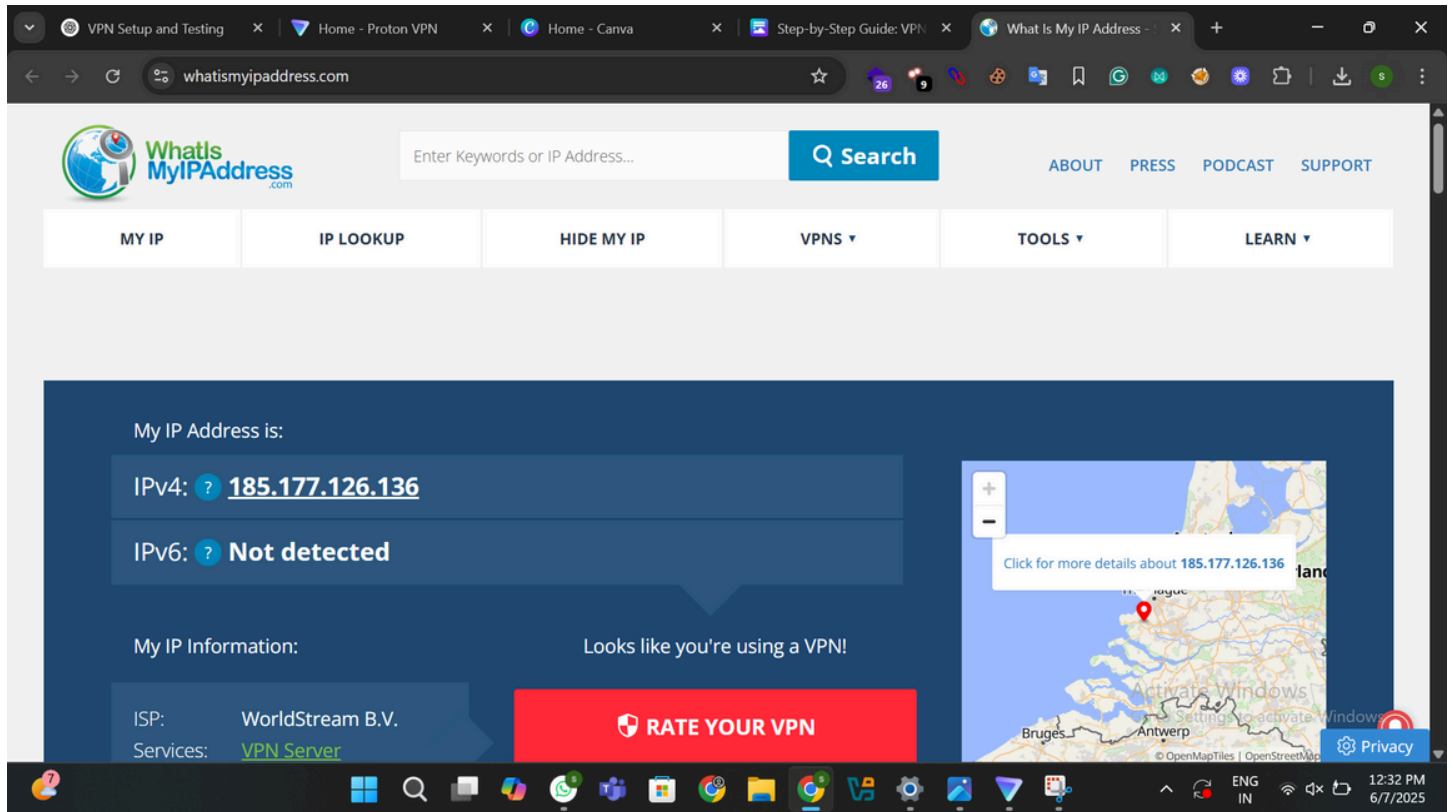 VPN Setup and Testing
Home - Proton VPN
Home - Canva
Step-by-Step Guide: VPN
What Is My IP Address -
whatismyipaddress.com
26
9
S
WhatIs
MyIPAddress
.com
Enter Keywords or IP Address...
Search
ABOUT PRESS PODCAST SUPPORT
MY IP
IP LOOKUP
HIDE MY IP
VPNS
TOOLS
LEARN
My IP Address is:
IPv4: ? 185.177.126.136
IPv6: ? Not detected
My IP Information:
Looks like you're using a VPN!
ISP: WorldStream B.V.
Services: VPN Server
RATE YOUR VPN
+
−
Click for more details about 185.177.126.136
Bruges
Antwerp
© OpenMapTiles | OpenStreetMap
Activate Windows
Settings to activate Windows
Privacy
7
ENG
IN
12:32 PM
6/7/2025